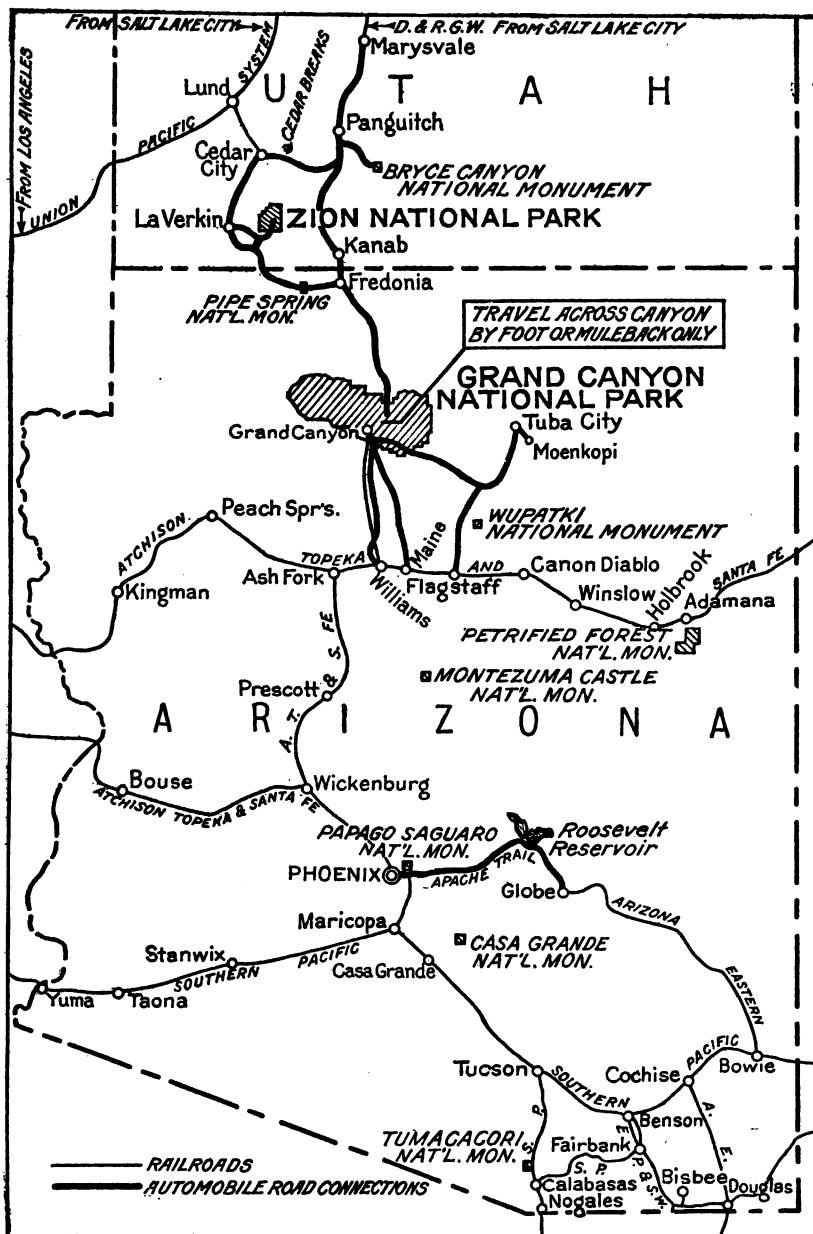 FROM SALT LAKE CITY
D. & R.G.W. FROM SALT LAKE CITY
Marysvale
FROM LOS ANGELES
SYSTEM
Lund
U T A H
CEDAR BREAKS
PACIFIC
UNION
Panguitch
Cedar
City
BRYCE CANYON
NATIONAL MONUMENT
La Verkin
ZION NATIONAL PARK
Kanab
Fredonia
PIPE SPRING
NAT'L. MON.
TRAVEL ACROSS CANYON
BY FOOT OR MULEBACK ONLY
GRAND CANYON
NATIONAL PARK
Grand Canyon
Tuba City
Moenkopi
Peach Spr's.
WUPATKI
NATIONAL MONUMENT
ATCHISON
TOPEKA
AND
SANTA FE
Kingman
Ash Fork
Williams
Maine
Flagstaff
Canon Diablo
Winslow
Holbrook
Adamana
PETRIFIED FOREST
NAT'L. MON.
A.T. & S. FE
MONTEZUMA CASTLE
NAT'L. MON.
Prescott
A R I Z O N A
Bouse
Wickenburg
ATCHISON TOPEKA & SANTA FE
PAPAGO SAGUARO
NAT'L. MON.
Roosevelt
Reservoir
PHOENIX
APACHE TRAIL
Globe
ARIZONA
EASTERN
Maricopa
CASA GRANDE
NAT'L. MON.
Stanwix
SOUTHERN
PACIFIC
Casa Grande
Yuma
Taona
Tucson
SOUTHERN
PACIFIC
Cochise
Bowie
Benson
S. P.
A. E.
TUMACACORI
NAT'L. MON.
Fairbank
E. P. & S.W.
S. P.
Bisbee
Douglas
Calabasas
Nogales
RAILROADS
AUTOMOBILE ROAD CONNECTIONS